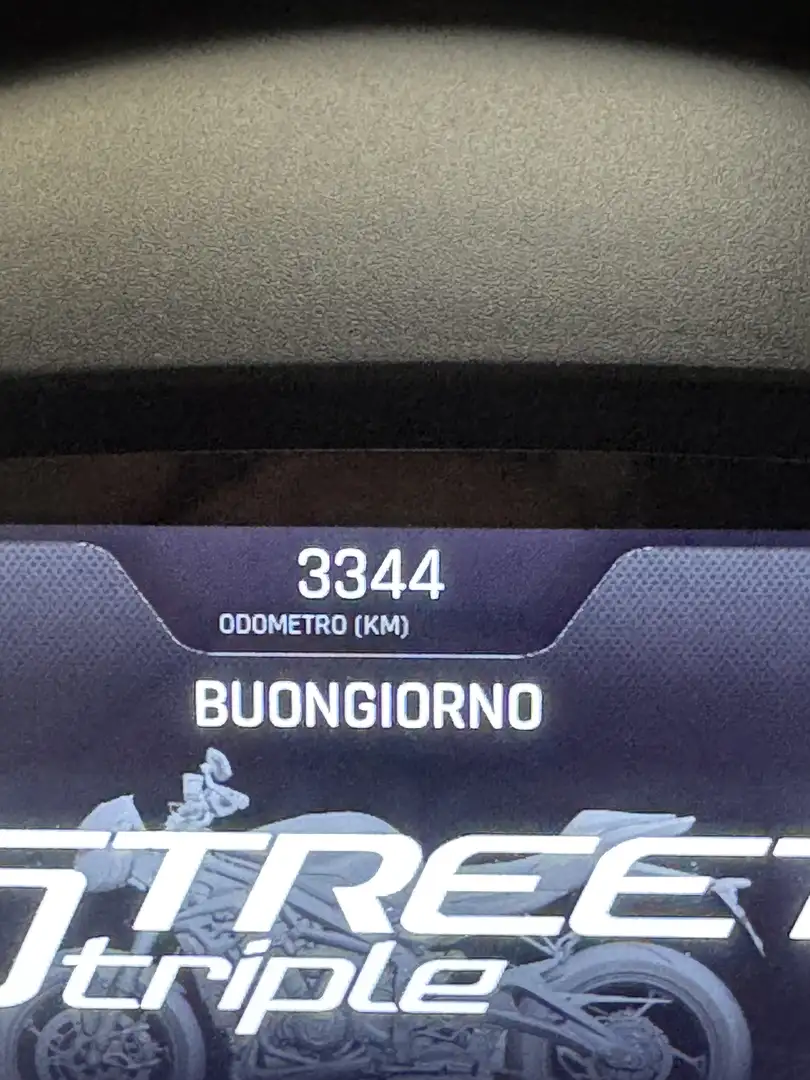 3344
ODOMETRO (KM)
BUONGIORNO
STREET
triple